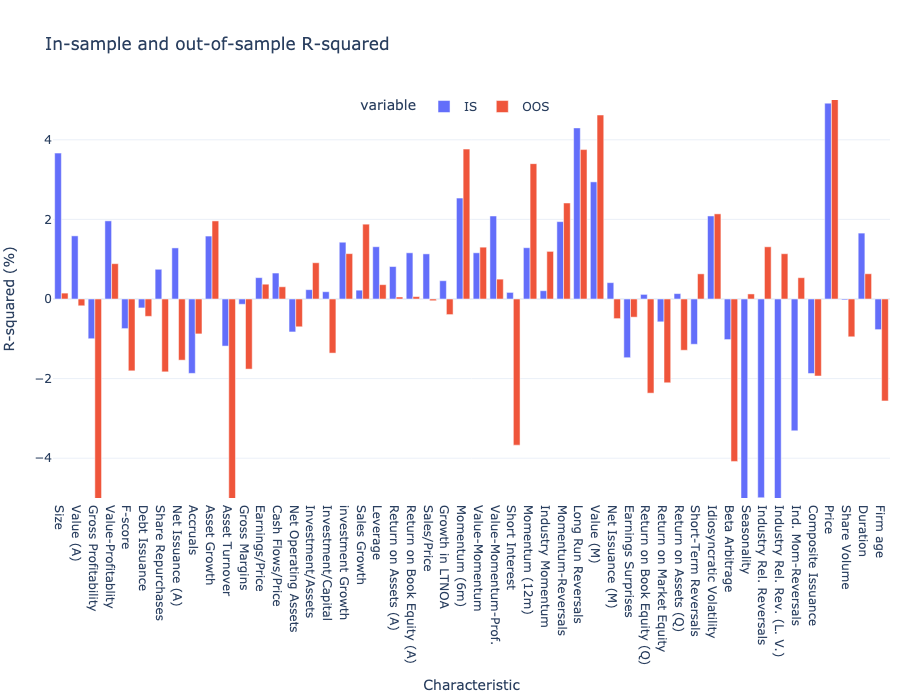 In-sample and out-of-sample R-squared
variable IS OOS
R-squared (%)
4
2
0
−2
−4
Size
Value (A)
Gross Profitability
Value-Profitablity
F-score
Debt Issuance
Share Repurchases
Net Issuance (A)
Accruals
Asset Growth
Asset Turnover
Gross Margins
Earnings/Price
Cash Flows/Price
Net Operating Assets
Investment/Assets
Investment/Capital
investment Growth
Sales Growth
Leverage
Return on Assets (A)
Return on Book Equity (A)
Sales/Price
Growth in LTNOA
Momentum (6m)
Value-Momentum
Value-Momentum-Prof.
Short Interest
Momentum (12m)
Industry Momentum
Momentum-Reversals
Long Run Reversals
Value (M)
Net Issuance (M)
Earnings Surprises
Return on Book Equity (Q)
Return on Market Equity
Return on Assets (Q)
Short-Term Reversals
Idiosyncratic Volatility
Beta Arbitrage
Seasonality
Industry Rel. Reversals
Industry Rel. Rev. (L. V.)
Ind. Mom-Reversals
Composite Issuance
Price
Share Volume
Duration
Firm age
Characteristic